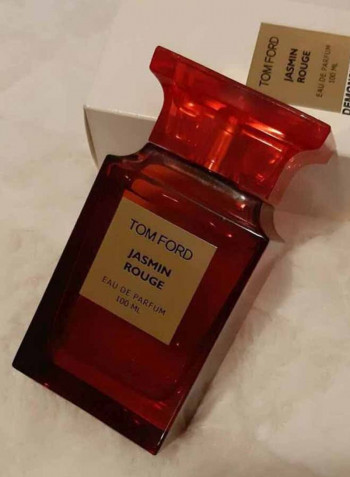 TOM FORD
JASMIN
ROUGE
EAU DE PARFUM
100 ML
TOM FORD
JASMIN
ROUGE
EAU DE PARFUM
100 ML